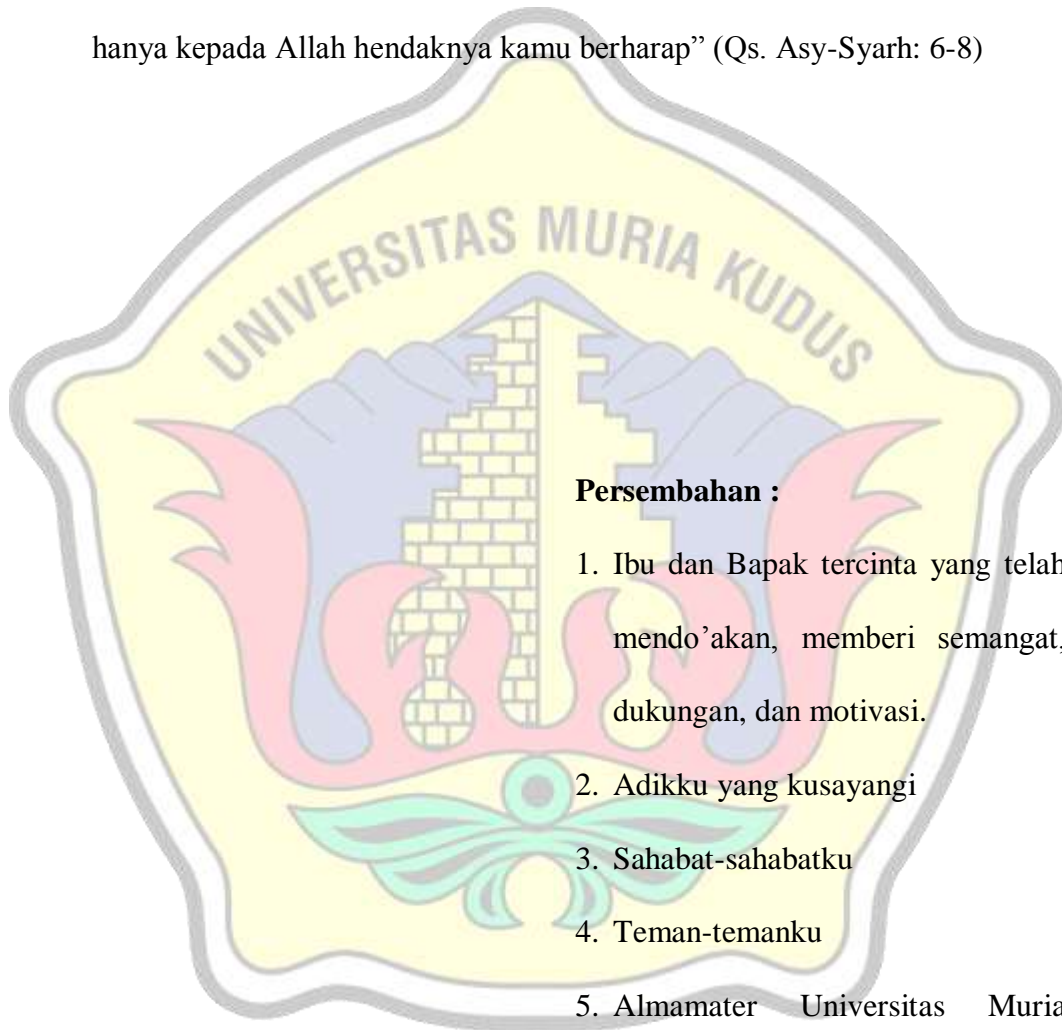 hanya kepada Allah hendaknya kamu berharap” (Qs. Asy-Syarh: 6-8)
UNIVERSITAS MURIA KUDUS
Persembahan :
1. Ibu dan Bapak tercinta yang telah
mendo’akan, memberi semangat,
dukungan, dan motivasi.
2. Adikku yang kusayangi
3. Sahabat-sahabatku
4. Teman-temanku
5. Almamater Universitas Muria